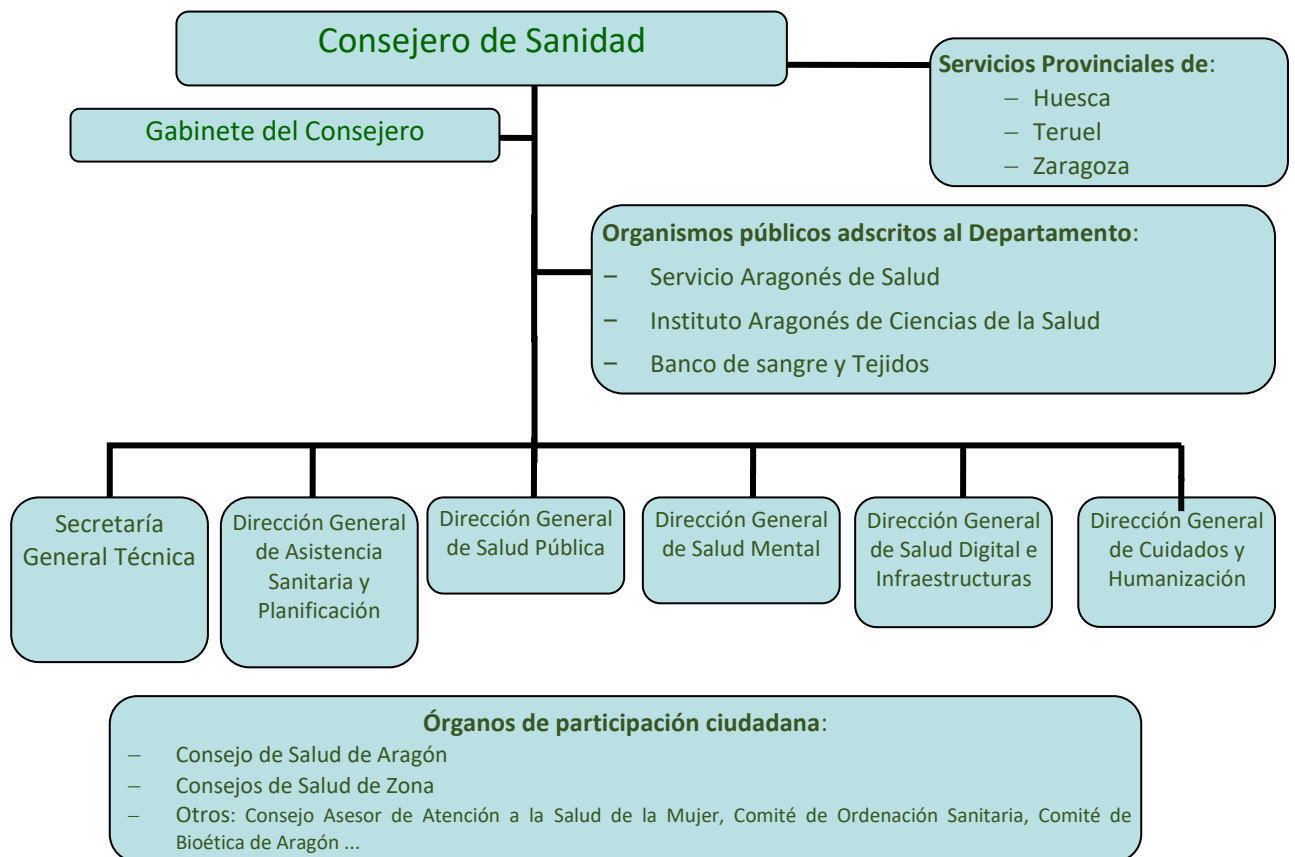 Consejero de Sanidad
Servicios Provinciales de:
– Huesca
– Teruel
– Zaragoza
Gabinete del Consejero
Organismos públicos adscritos al Departamento:
– Servicio Aragonés de Salud
– Instituto Aragonés de Ciencias de la Salud
– Banco de sangre y Tejidos
Secretaría
General Técnica
Dirección General
de Asistencia
Sanitaria y
Planificación
Dirección General
de Salud Pública
Dirección General
de Salud Mental
Dirección General
de Salud Digital e
Infraestructuras
Dirección General
de Cuidados y
Humanización
Órganos de participación ciudadana:
– Consejo de Salud de Aragón
– Consejos de Salud de Zona
– Otros: Consejo Asesor de Atención a la Salud de la Mujer, Comité de Ordenación Sanitaria, Comité de
Bioética de Aragón ...